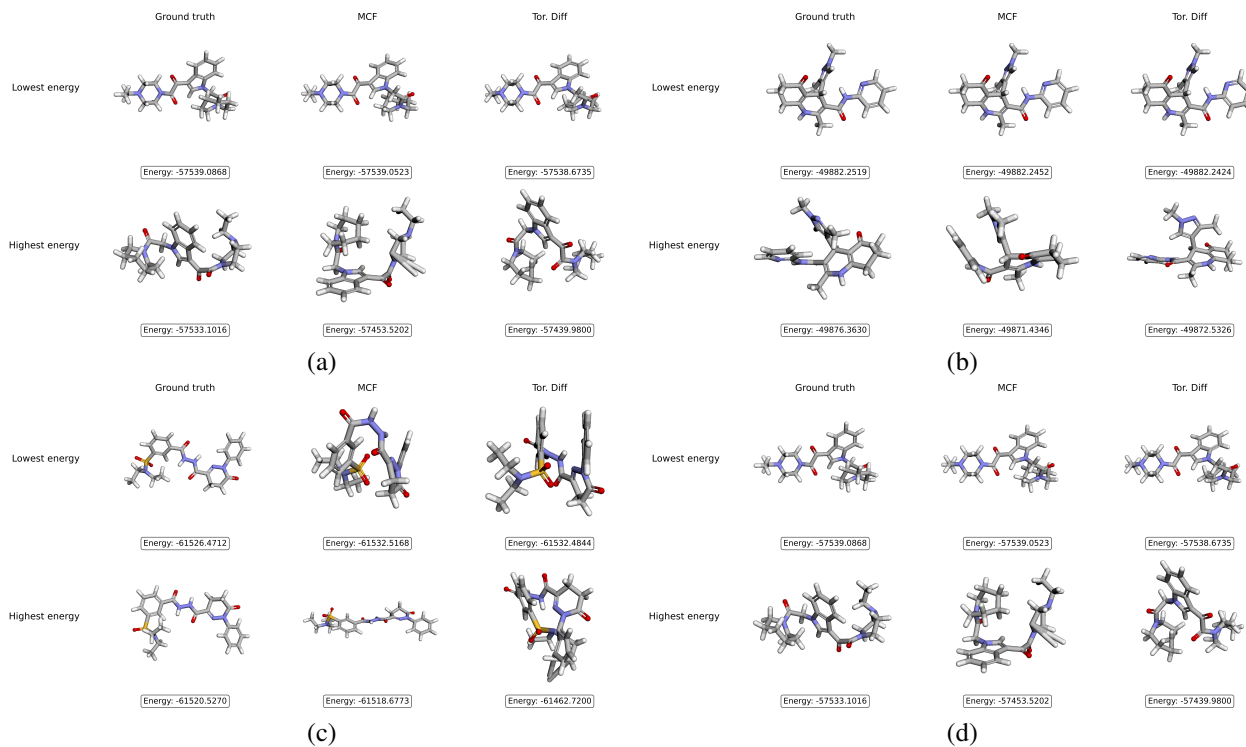 Ground truth MCF Tor. Diff
Lowest energy
Energy: -57539.0868 Energy: -57539.0523 Energy: -57538.6735
Highest energy
Energy: -57533.1016 Energy: -57453.5202 Energy: -57439.9800
(a)
Ground truth MCF Tor. Diff
Lowest energy
Energy: -49882.2519 Energy: -49882.2452 Energy: -49882.2424
Highest energy
Energy: -49876.3630 Energy: -49871.4346 Energy: -49872.5326
(b)
Ground truth MCF Tor. Diff
Lowest energy
Energy: -61526.4712 Energy: -61532.5168 Energy: -61532.4844
Highest energy
Energy: -61520.5270 Energy: -61518.6773 Energy: -61462.7200
(c)
Ground truth MCF Tor. Diff
Lowest energy
Energy: -57539.0868 Energy: -57539.0523 Energy: -57538.6735
Highest energy
Energy: -57533.1016 Energy: -57453.5202 Energy: -57439.9800
(d)